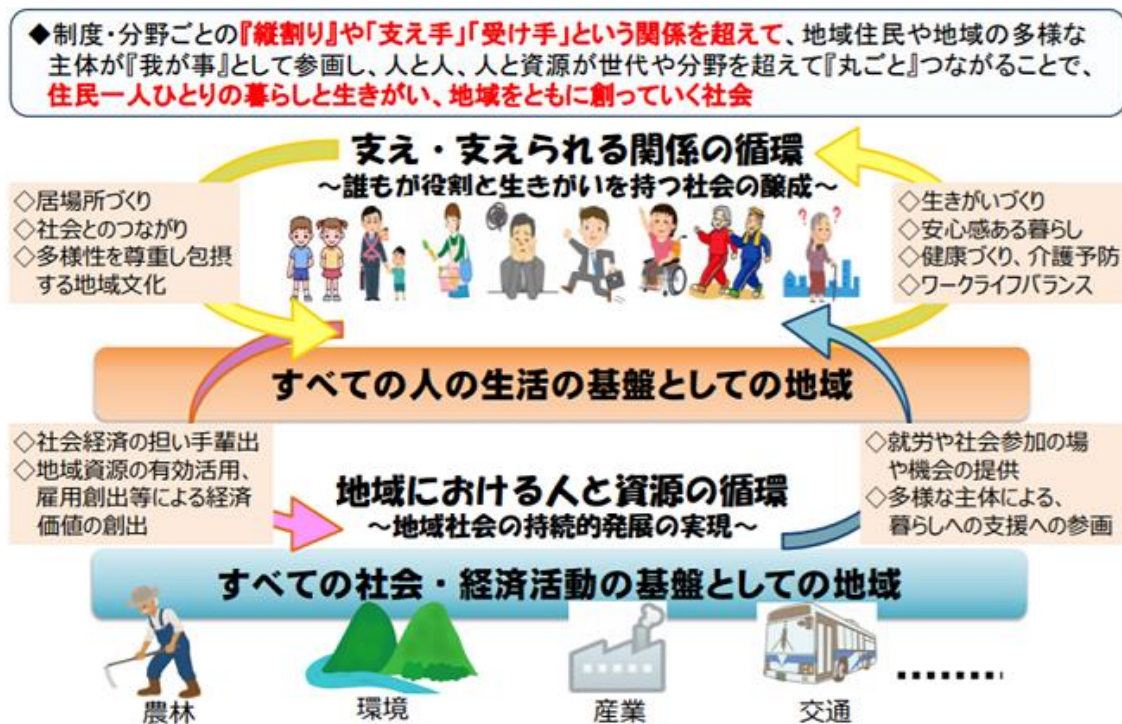 ◆制度・分野ごとの『縦割り』や「支え手」「受け手」という関係を超えて、地域住民や地域の多様な
主体が『我が事』として参画し、人と人、人と資源が世代や分野を超えて『丸ごと』つながることで、
住民一人ひとりの暮らしと生きがい、地域をともに創っていく社会
支え・支えられる関係の循環
～誰もが役割と生きがいを持つ社会の醸成～
◇居場所づくり
◇社会とのつながり
◇多様性を尊重し包摂
する地域文化
◇生きがいづくり
◇安心感ある暮らし
◇健康づくり、介護予防
◇ワークライフバランス
すべての人の生活の基盤としての地域
◇社会経済の担い手輩出
◇地域資源の有効活用、
雇用創出等による経済
価値の創出
地域における人と資源の循環
～地域社会の持続的発展の実現～
◇就労や社会参加の場
や機会の提供
◇多様な主体による、
暮らしへの支援への参画
すべての社会・経済活動の基盤としての地域
農林
環境
産業
交通